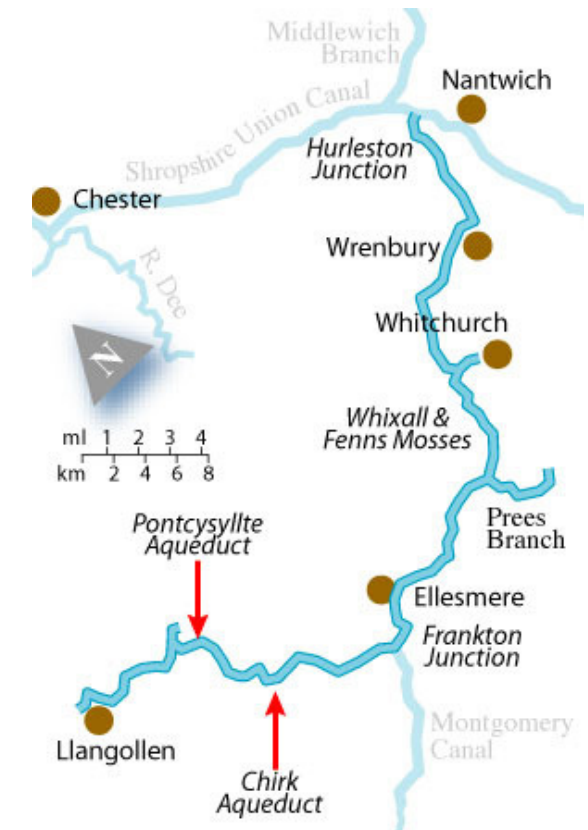 Middlewich
Branch
Nantwich
Shropshire Union Canal
Hurleston
Junction
Chester
Wrenbury
R. Dee
Whitchurch
N
Whixall &
Fenns Mosses
ml 1 2 3 4
km 2 4 6 8
Pontcysyllte
Aqueduct
Prees
Branch
Ellesmere
Frankton
Junction
Montgomery
Canal
Llangollen
Chirk
Aqueduct